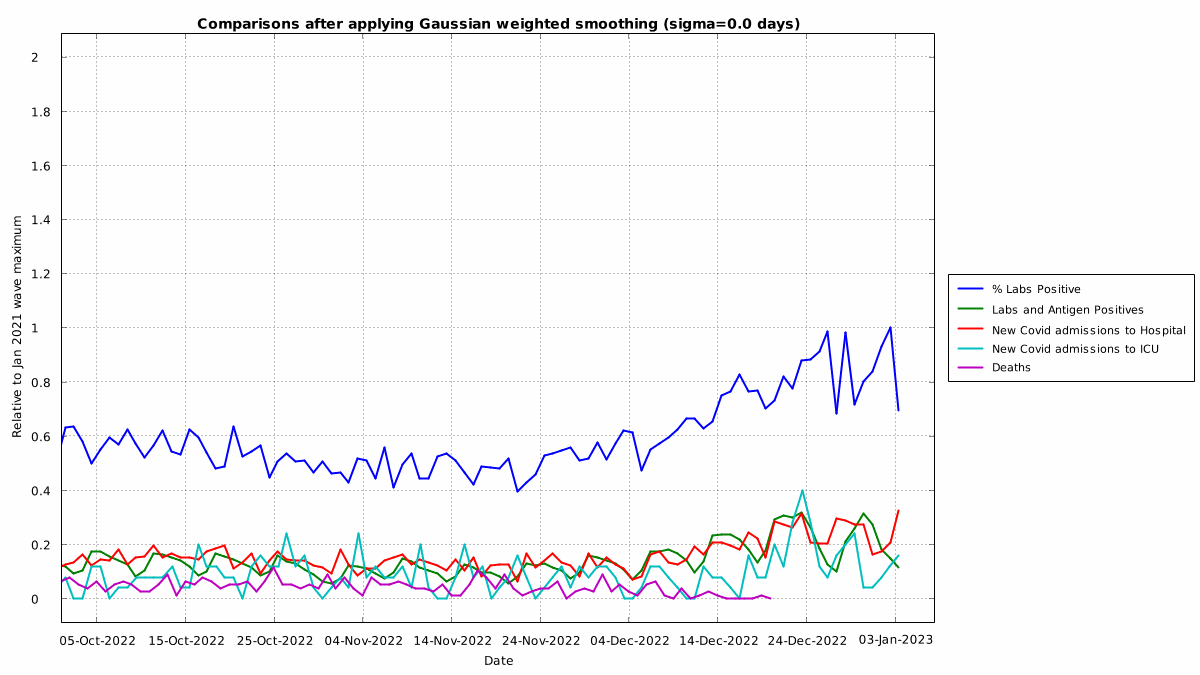 Comparisons after applying Gaussian weighted smoothing (sigma=0.0 days)
Relative to Jan 2021 wave maximum
2
1.8
1.6
1.4
1.2
1
0.8
0.6
0.4
0.2
0
05-Oct-2022 15-Oct-2022 25-Oct-2022 04-Nov-2022 14-Nov-2022 24-Nov-2022 04-Dec-2022 14-Dec-2022 24-Dec-2022 03-Jan-2023
Date
% Labs Positive
Labs and Antigen Positives
New Covid admissions to Hospital
New Covid admissions to ICU
Deaths